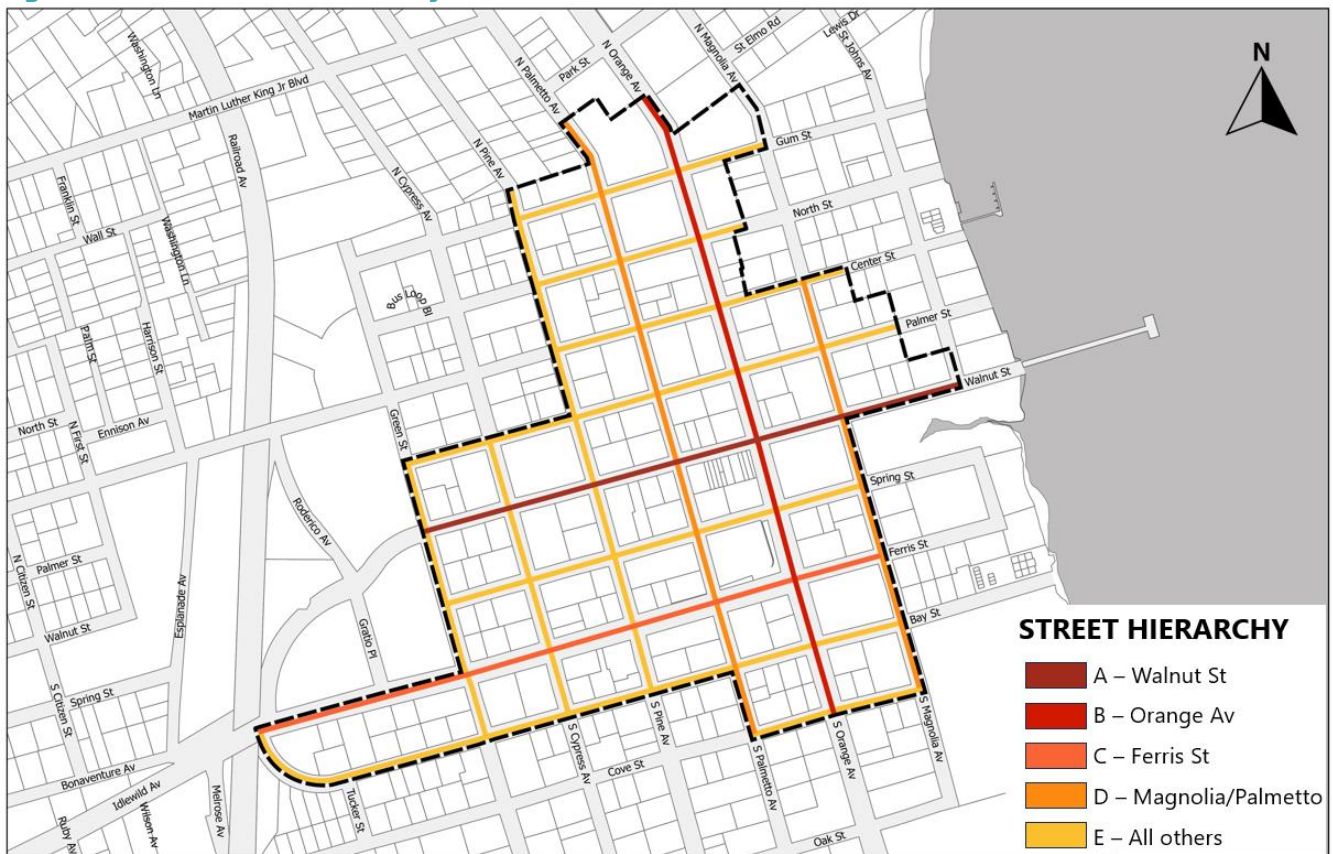 Washington Ln
Martin Luther King Jr Blvd
Railroad Av
N Palmetto Av
Park St
N Orange Av
N Magnolia Av
St Elmo Rd
Lewis Dr
St Johns Av
N
N Pine Av
N Cypress Av
Gum St
Franklin St
Wall St
Washington Ln
North St
Center St
Bus Loop Bl
Palm St
Harrison St
Palmer St
Walnut St
North St
N First St
Ennison Av
Green St
Roderico Av
Spring St
Ferris St
N Citizen St
Palmer St
Esplanade Av
Walnut St
Gratio Pl
Bay St
S Citizen St
Spring St
S Cypress Av
S Pine Av
Cove St
S Palmetto Av
S Orange Av
S Magnolia Av
Bonaventure Av
Idlewild Av
Ruby Av
Wilson Av
Melrose Av
Tucker St
Oak St
STREET HIERARCHY
A – Walnut St
B – Orange Av
C – Ferris St
D – Magnolia/Palmetto
E – All others